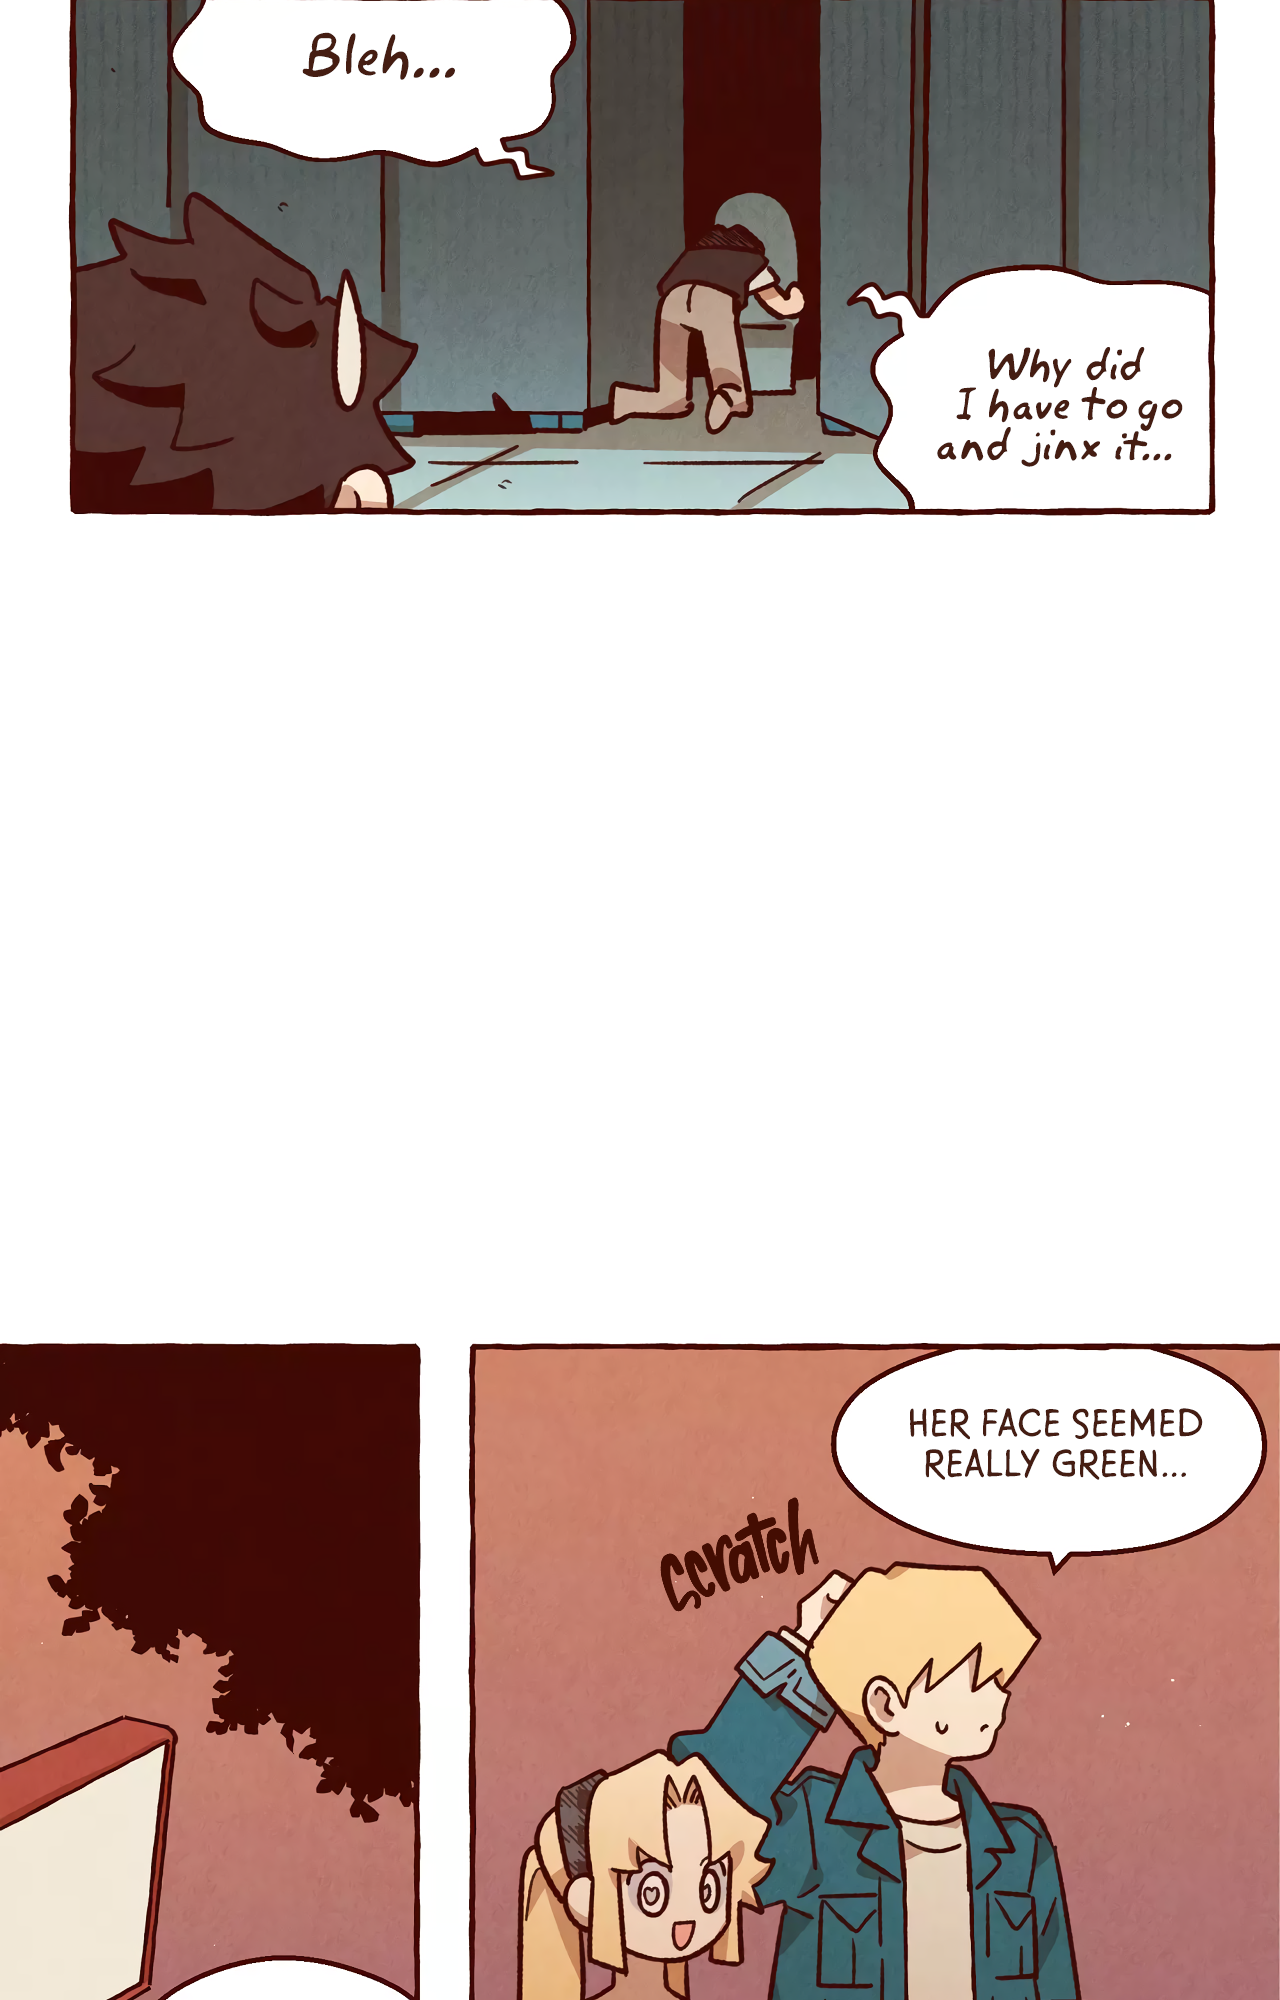 Bleh...
Why did
I have to go
and jinx it...
HER FACE SEEMED
REALLY GREEN...
scratch